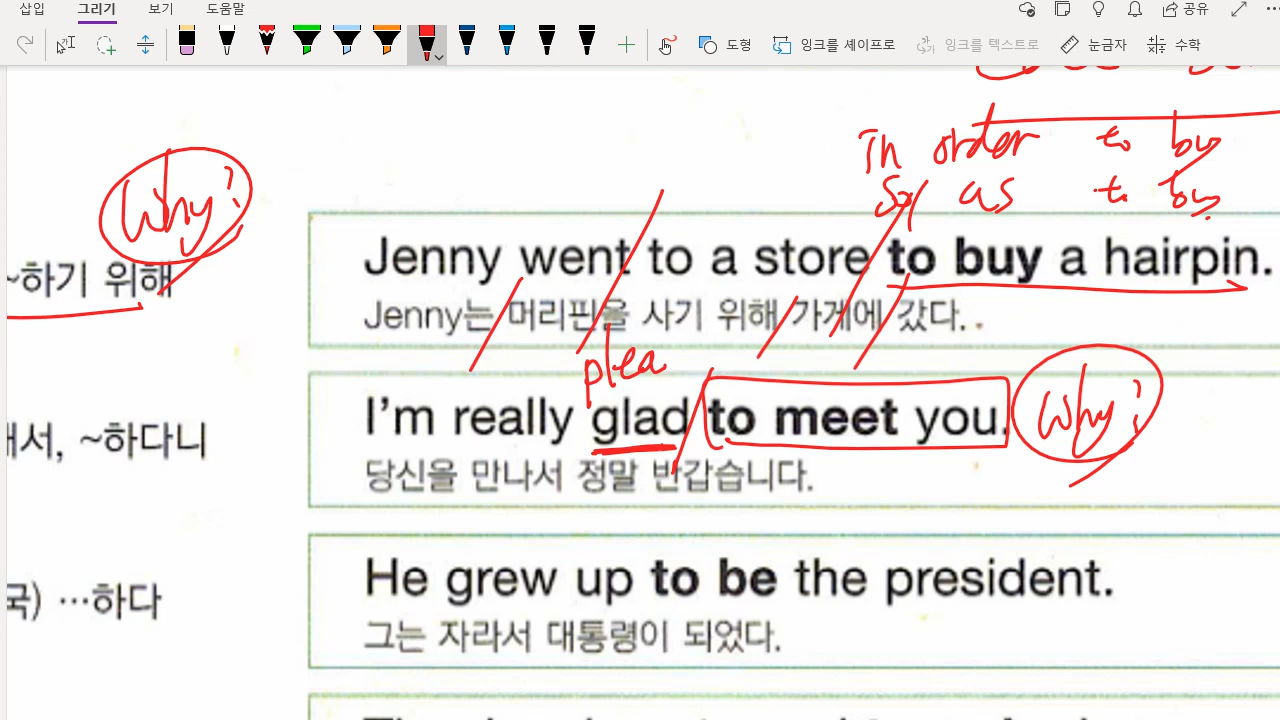 삽입 그리기 보기 도움말
공유
도형 잉크를 셰이프로 잉크를 텍스트로 눈금자 수학
In order to buy
so as to buy
Why?
~하기 위해
Jenny went to a store to buy a hairpin.
Jenny는 머리핀을 사기 위해 가게에 갔다.
plea
I'm really glad to meet you.
Why?
서, ~하다니
당신을 만나서 정말 반갑습니다.
He grew up to be the president.
…하다
그는 자라서 대통령이 되었다.